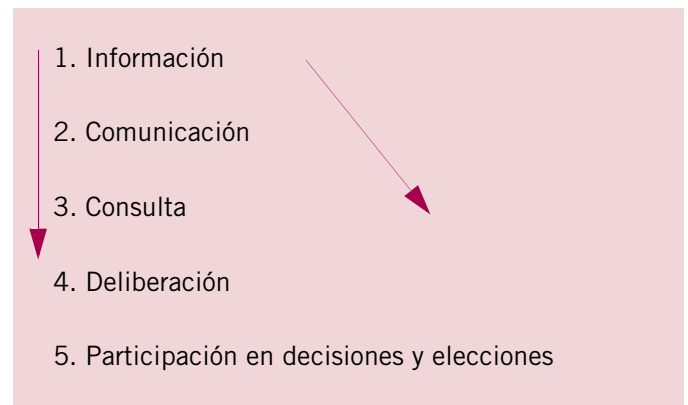 1. Información
2. Comunicación
3. Consulta
4. Deliberación
5. Participación en decisiones y elecciones